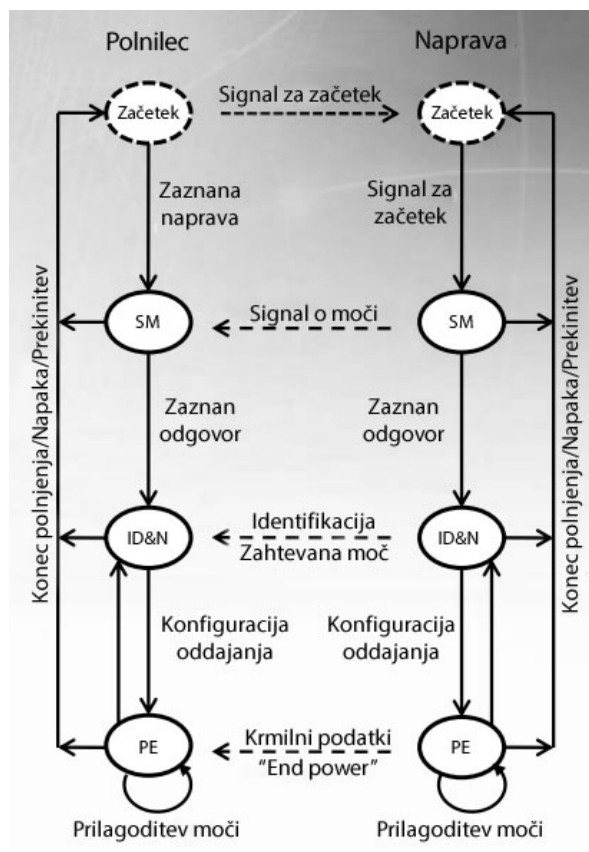 Polnilec
Naprava
Začetek
Signal za začetek
Začetek
Zaznana
naprava
Signal za
začetek
SM
Signal o moči
SM
Konec polnjenja/Napaka/Prekinitev
Konec polnjenja/Napaka/Prekinitev
Zaznan
odgovor
Zaznan
odgovor
ID&N
Identifikacija
Zahtevana moč
ID&N
Konfiguracija
oddajanja
Konfiguracija
oddajanja
PE
Krmilni podatki
“End power”
PE
Prilagoditev moči
Prilagoditev moči